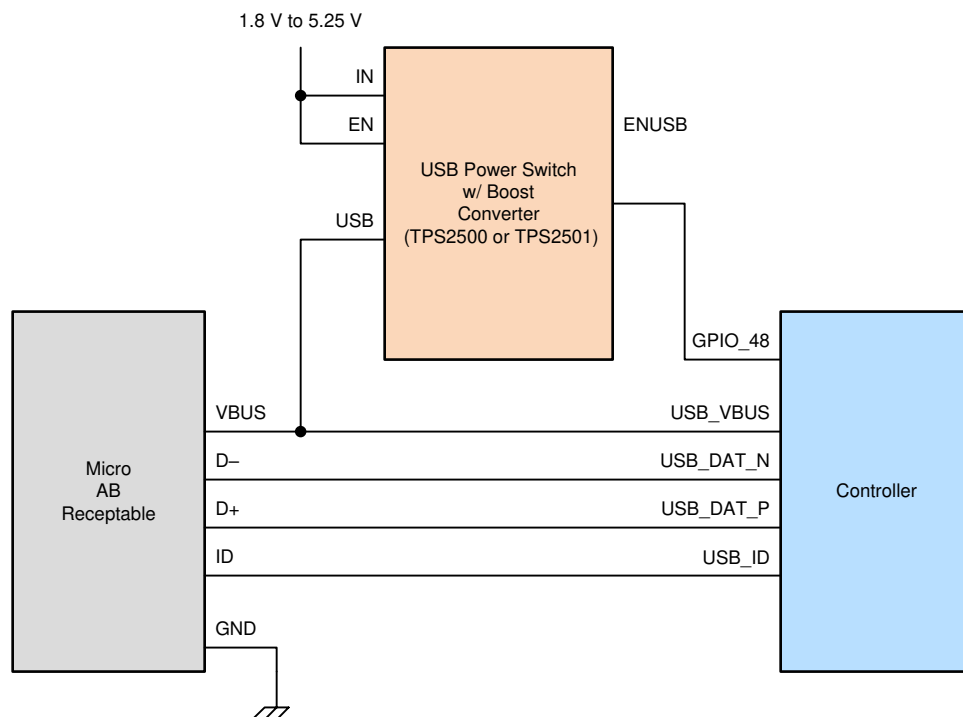 1.8 V to 5.25 V
IN
EN
ENUSB
USB Power Switch
w/ Boost
Converter
(TPS2500 or TPS2501)
USB
GPIO_48
VBUS
USB_VBUS
D–
USB_DAT_N
Micro
AB
Receptable
Controller
D+
USB_DAT_P
ID
USB_ID
GND